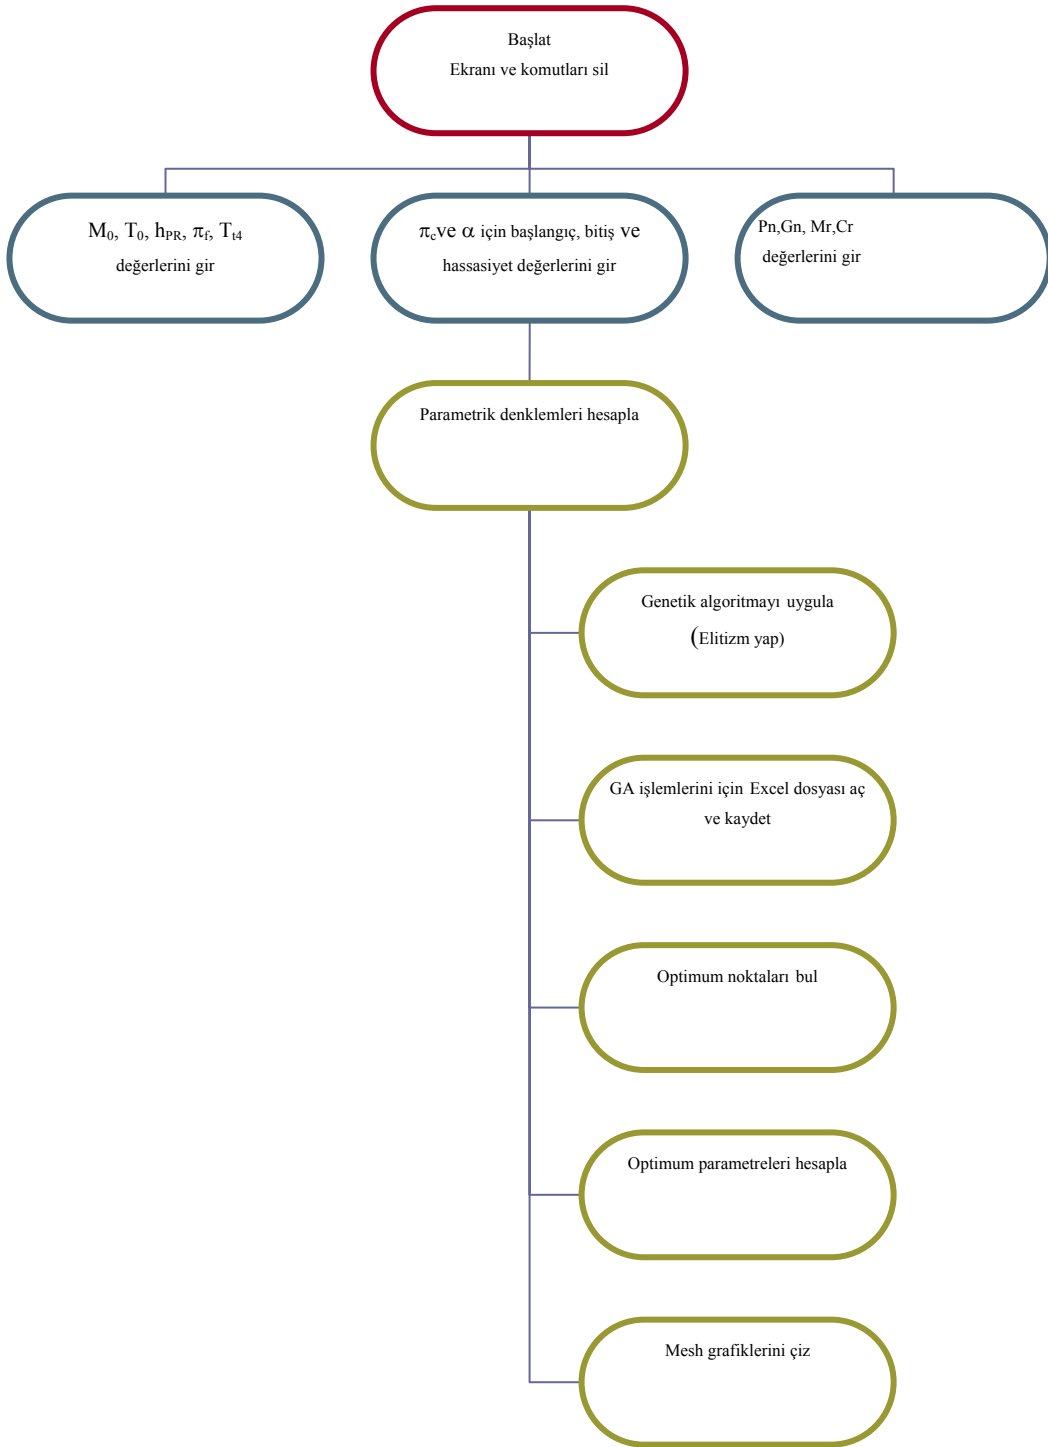 Başlat
Ekranı ve komutları sil
M₀, T₀, hPR, πf, Tt4
değerlerini gir
πcve α için başlangıç, bitiş ve
hassasiyet değerlerini gir
Pn,Gn, Mr,Cr
değerlerini gir
Parametrik denklemleri hesapla
Genetik algoritmayı uygula
(Elitizm yap)
GA işlemlerini için Excel dosyası aç
ve kaydet
Optimum noktaları bul
Optimum parametreleri hesapla
Mesh grafiklerini çiz